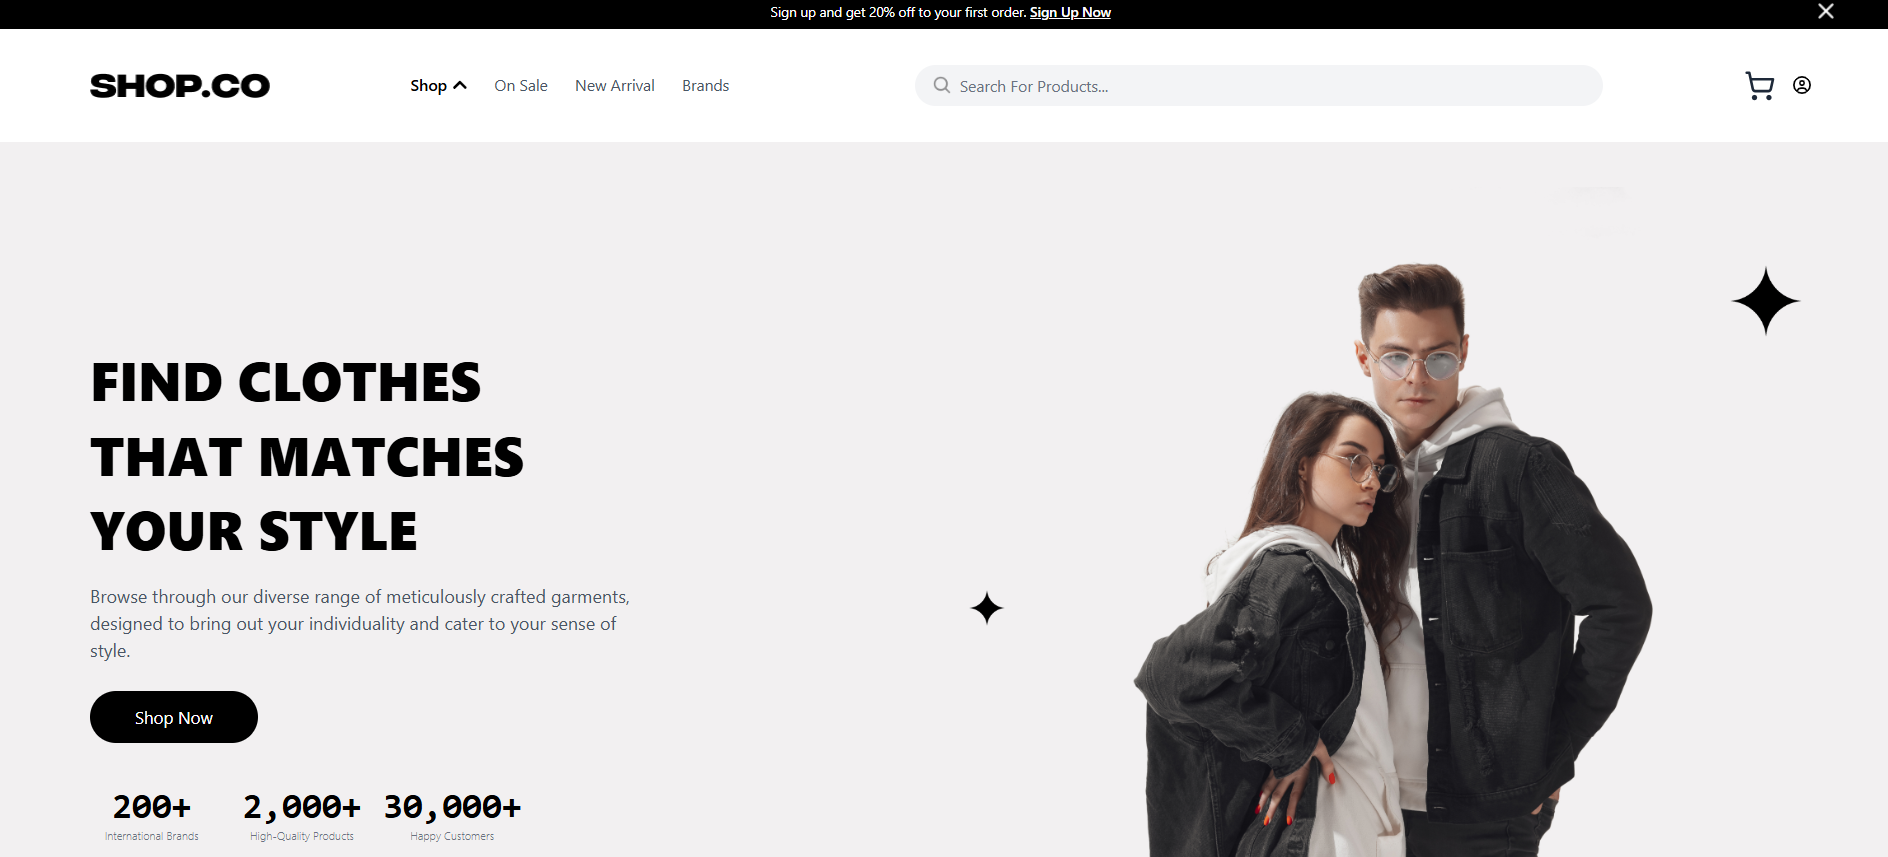 Sign up and get 20% off to your first order. Sign Up Now
SHOP.CO
Shop
On Sale
New Arrival
Brands
Search For Products...
FIND CLOTHES
THAT MATCHES
YOUR STYLE
Browse through our diverse range of meticulously crafted garments,
designed to bring out your individuality and cater to your sense of
style.
Shop Now
200+
International Brands
2,000+
High-Quality Products
30,000+
Happy Customers